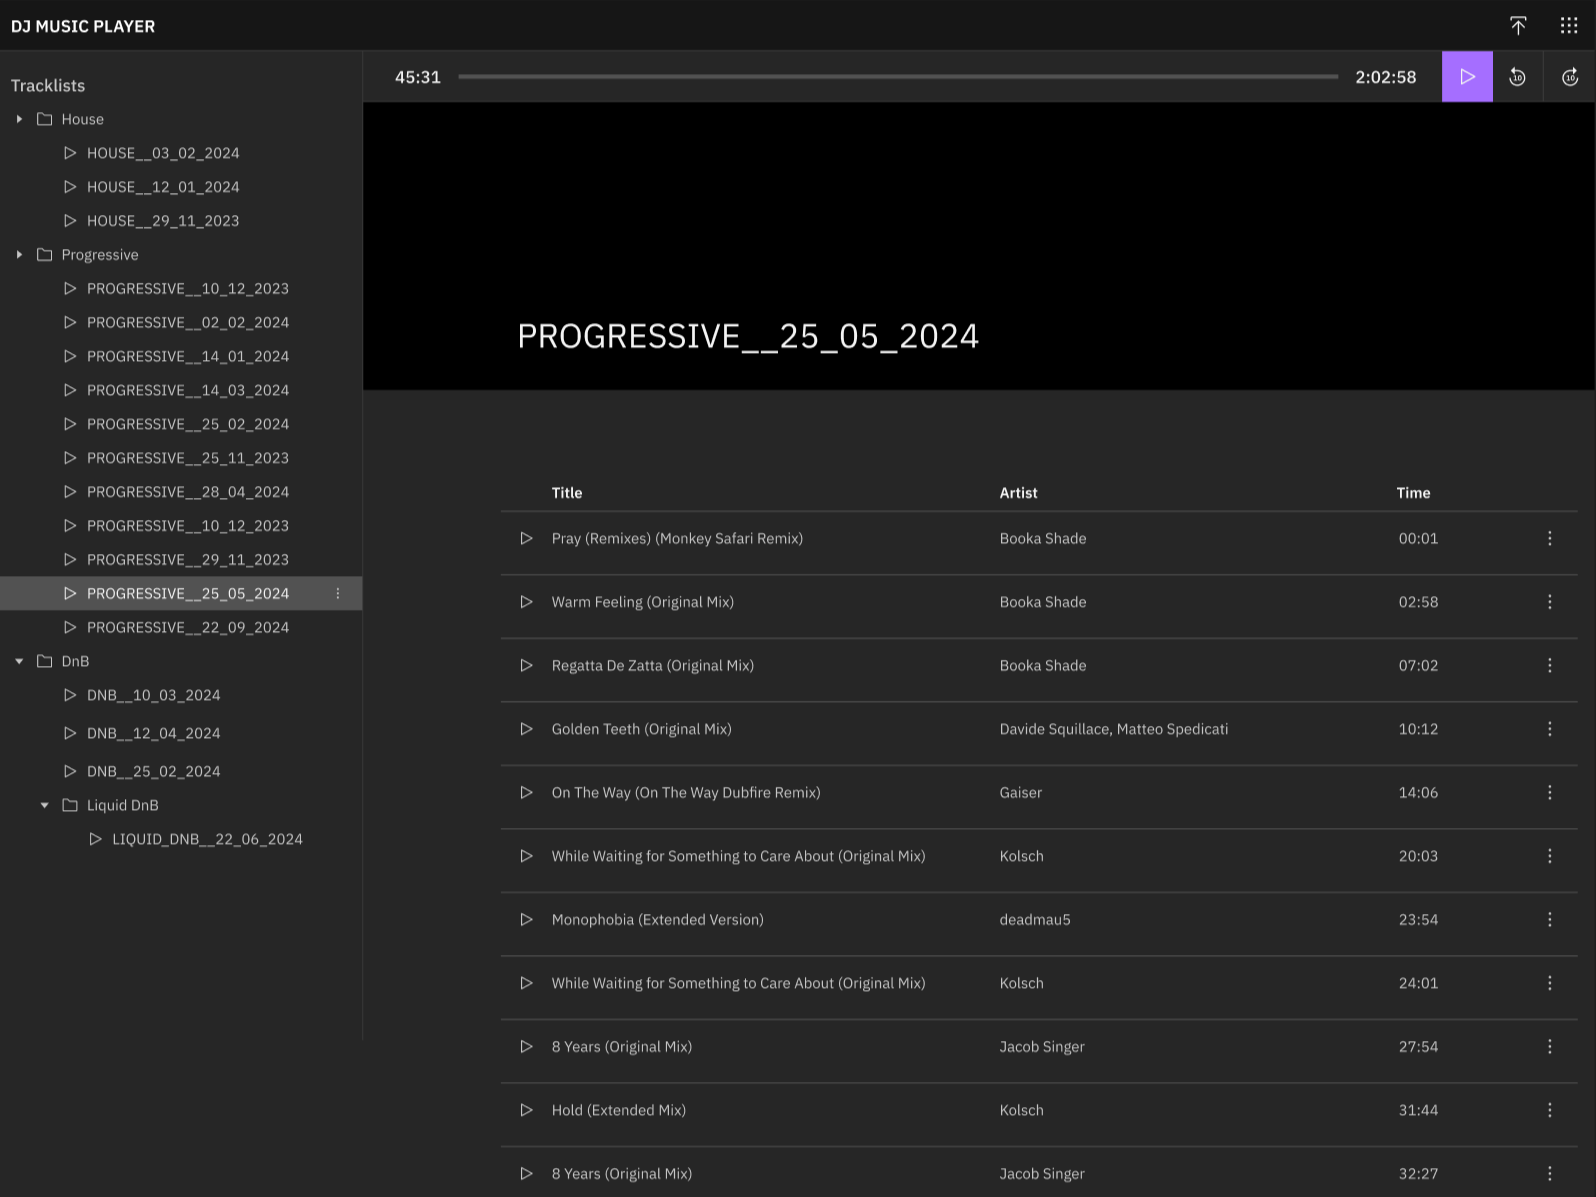 DJ MUSIC PLAYER
Tracklists
House
HOUSE__03_02_2024
HOUSE__12_01_2024
HOUSE__29_11_2023
Progressive
PROGRESSIVE__10_12_2023
PROGRESSIVE__02_02_2024
PROGRESSIVE__14_01_2024
PROGRESSIVE__14_03_2024
PROGRESSIVE__25_02_2024
PROGRESSIVE__25_11_2023
PROGRESSIVE__28_04_2024
PROGRESSIVE__10_12_2023
PROGRESSIVE__29_11_2023
PROGRESSIVE__25_05_2024
PROGRESSIVE__22_09_2024
DnB
DNB__10_03_2024
DNB__12_04_2024
DNB__25_02_2024
Liquid DnB
LIQUID_DNB__22_06_2024
45:31 2:02:58 10 10
PROGRESSIVE__25_05_2024
Title Artist Time
Pray (Remixes) (Monkey Safari Remix) Booka Shade 00:01
Warm Feeling (Original Mix) Booka Shade 02:58
Regatta De Zatta (Original Mix) Booka Shade 07:02
Golden Teeth (Original Mix) Davide Squillace, Matteo Spedicati 10:12
On The Way (On The Way Dubfire Remix) Gaiser 14:06
While Waiting for Something to Care About (Original Mix) Kolsch 20:03
Monophobia (Extended Version) deadmau5 23:54
While Waiting for Something to Care About (Original Mix) Kolsch 24:01
8 Years (Original Mix) Jacob Singer 27:54
Hold (Extended Mix) Kolsch 31:44
8 Years (Original Mix) Jacob Singer 32:27